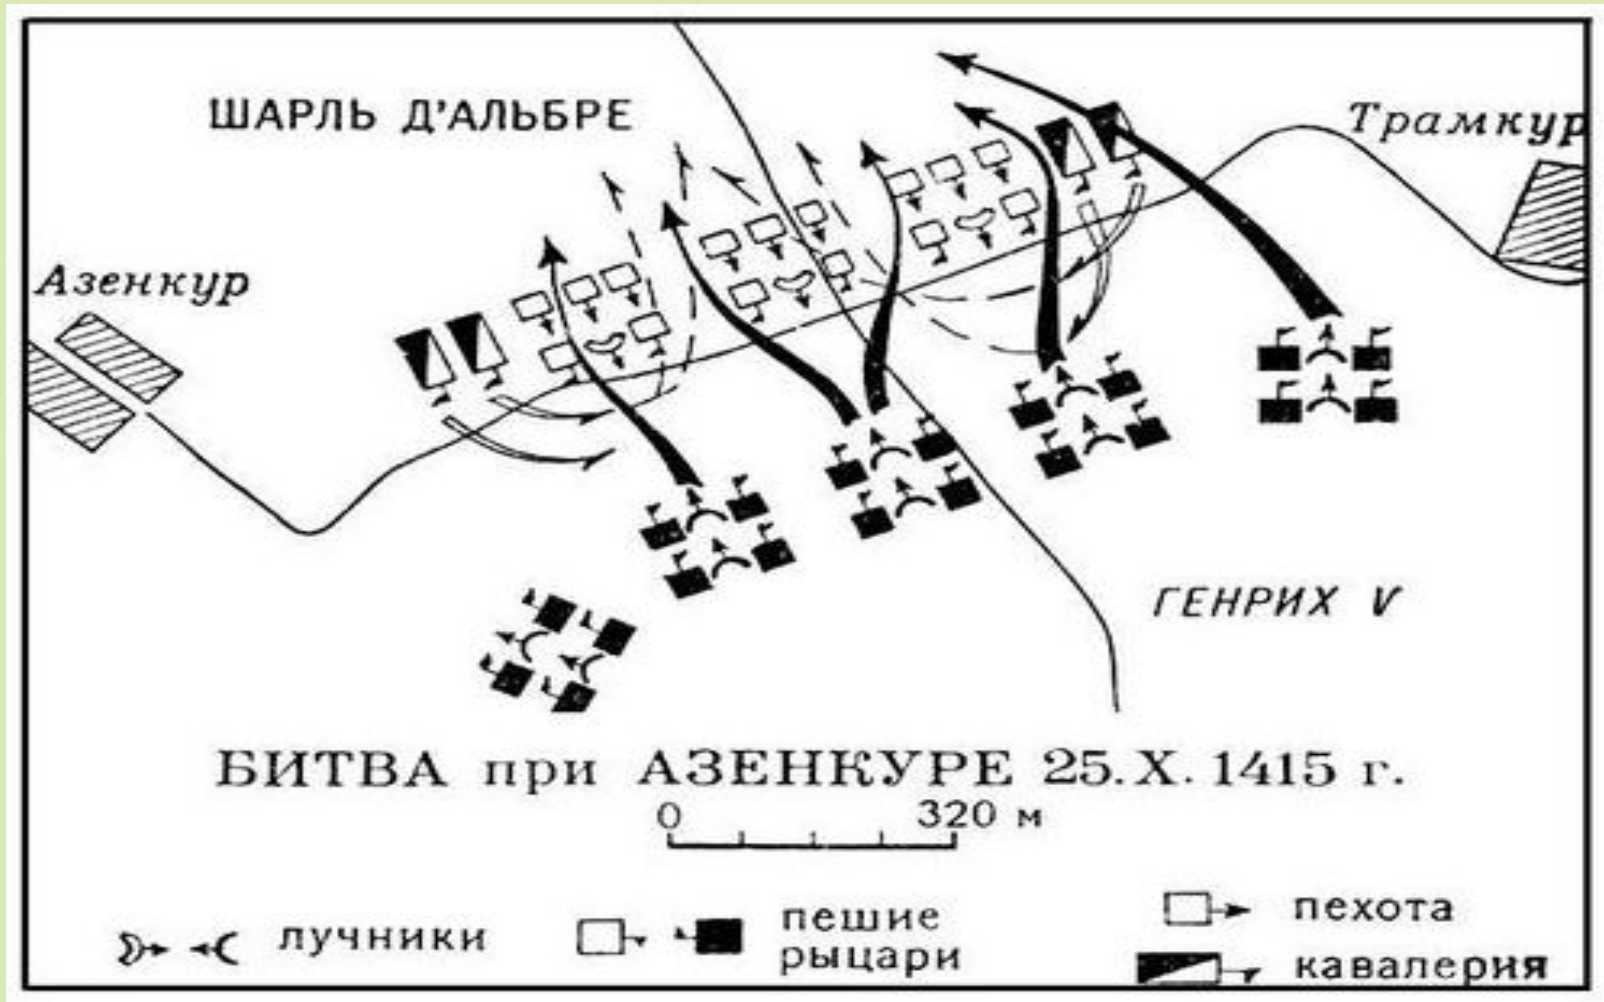 ШАРЛЬ Д'АЛЬБРЕ
Трамкур
Азенкур
ГЕНРИХ V
БИТВА при АЗЕНКУРЕ 25.X.1415 г.
0 320 м
лучники
пешие
рыцари
пехота
кавалерия